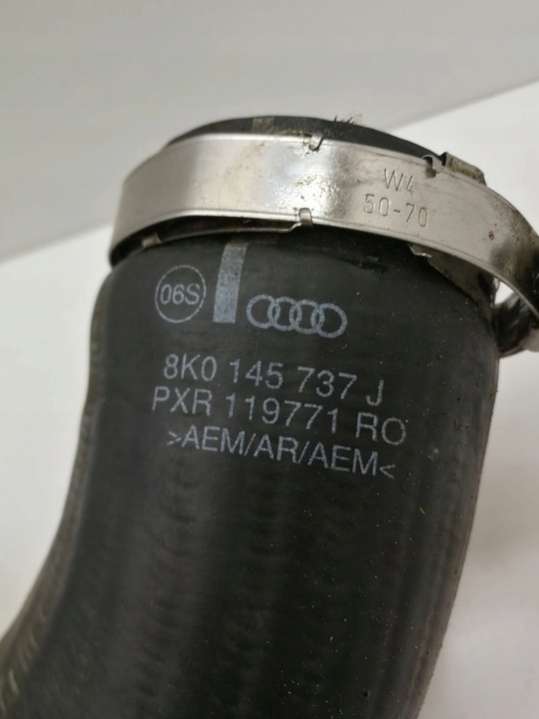 W4
50-70
06S
8K0 145 737 J
PXR 119771 RO
>AEM/AR/AEM<